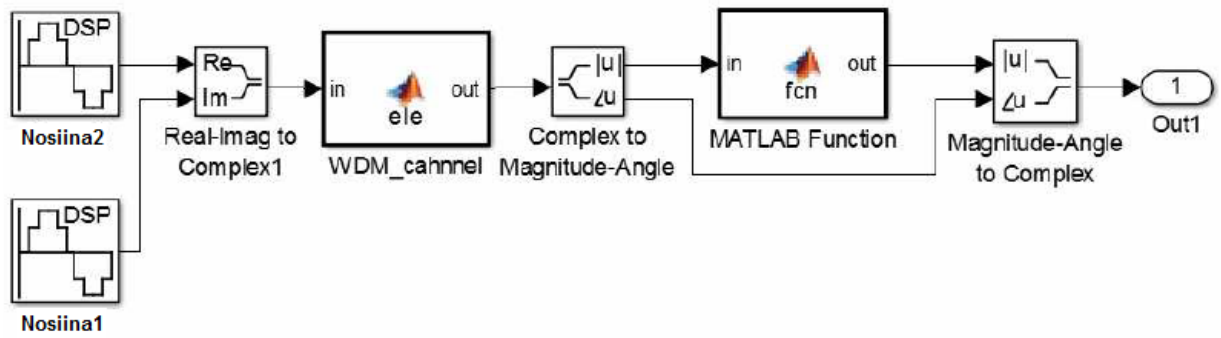 DSP
Nosiina2
Re
Im
Real-Imag to
Complex1
in
ele
out
WDM_cahnnel
|u|
∠u
Complex to
Magnitude-Angle
in
fcn
out
MATLAB Function
|u|
∠u
Magnitude-Angle
to Complex
1
Out1
DSP
Nosiina1